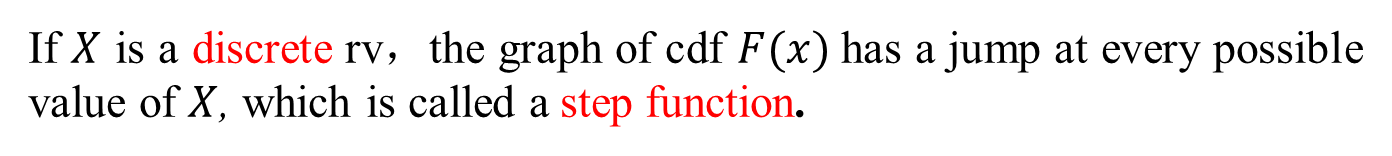 If X is a discrete rv，the graph of cdf F(x) has a jump at every possible
value of X, which is called a step function.